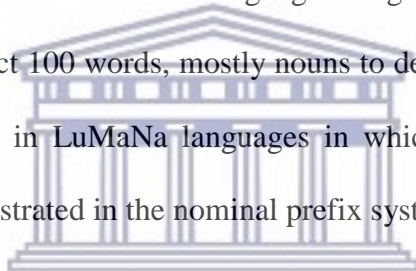 ct 100 words, mostly nouns to de
in LuMaNa languages in whic
strated in the nominal prefix syst